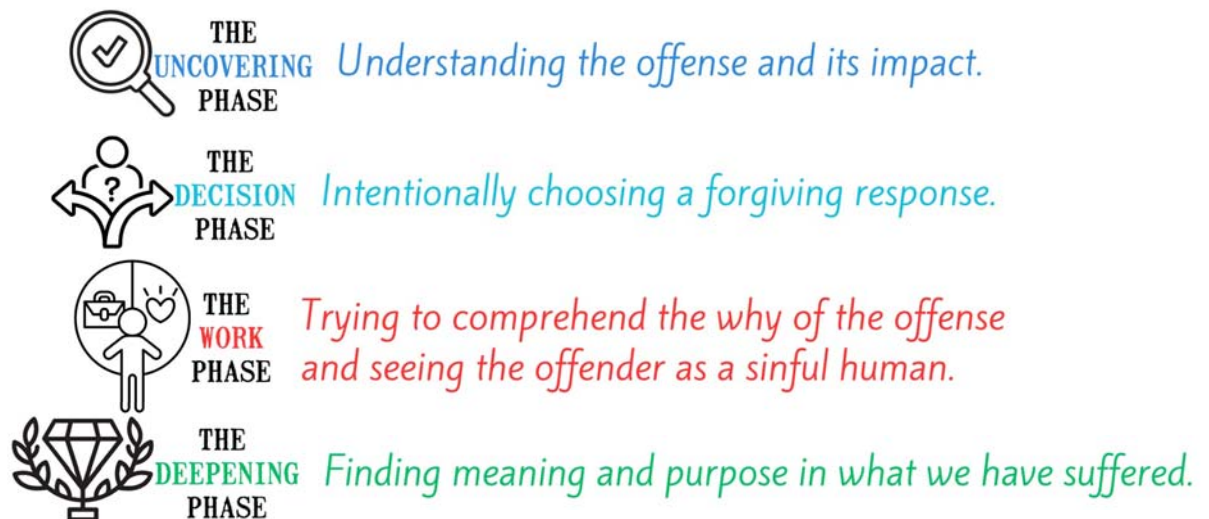 THE
UNCOVERING
PHASE
Understanding the offense and its impact.
?
THE
DECISION
PHASE
Intentionally choosing a forgiving response.
THE
WORK
PHASE
Trying to comprehend the why of the offense
and seeing the offender as a sinful human.
THE
DEEPENING
PHASE
Finding meaning and purpose in what we have suffered.